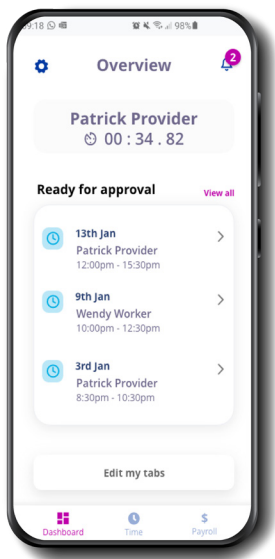 9:18 98%
Overview 2
Patrick Provider
00 : 34 . 82
Ready for approval View all
13th Jan
Patrick Provider
12:00pm - 15:30pm
9th Jan
Wendy Worker
10:00pm - 12:30pm
3rd Jan
Patrick Provider
8:30pm - 10:30pm
Edit my tabs
$
Dashboard Time Payroll